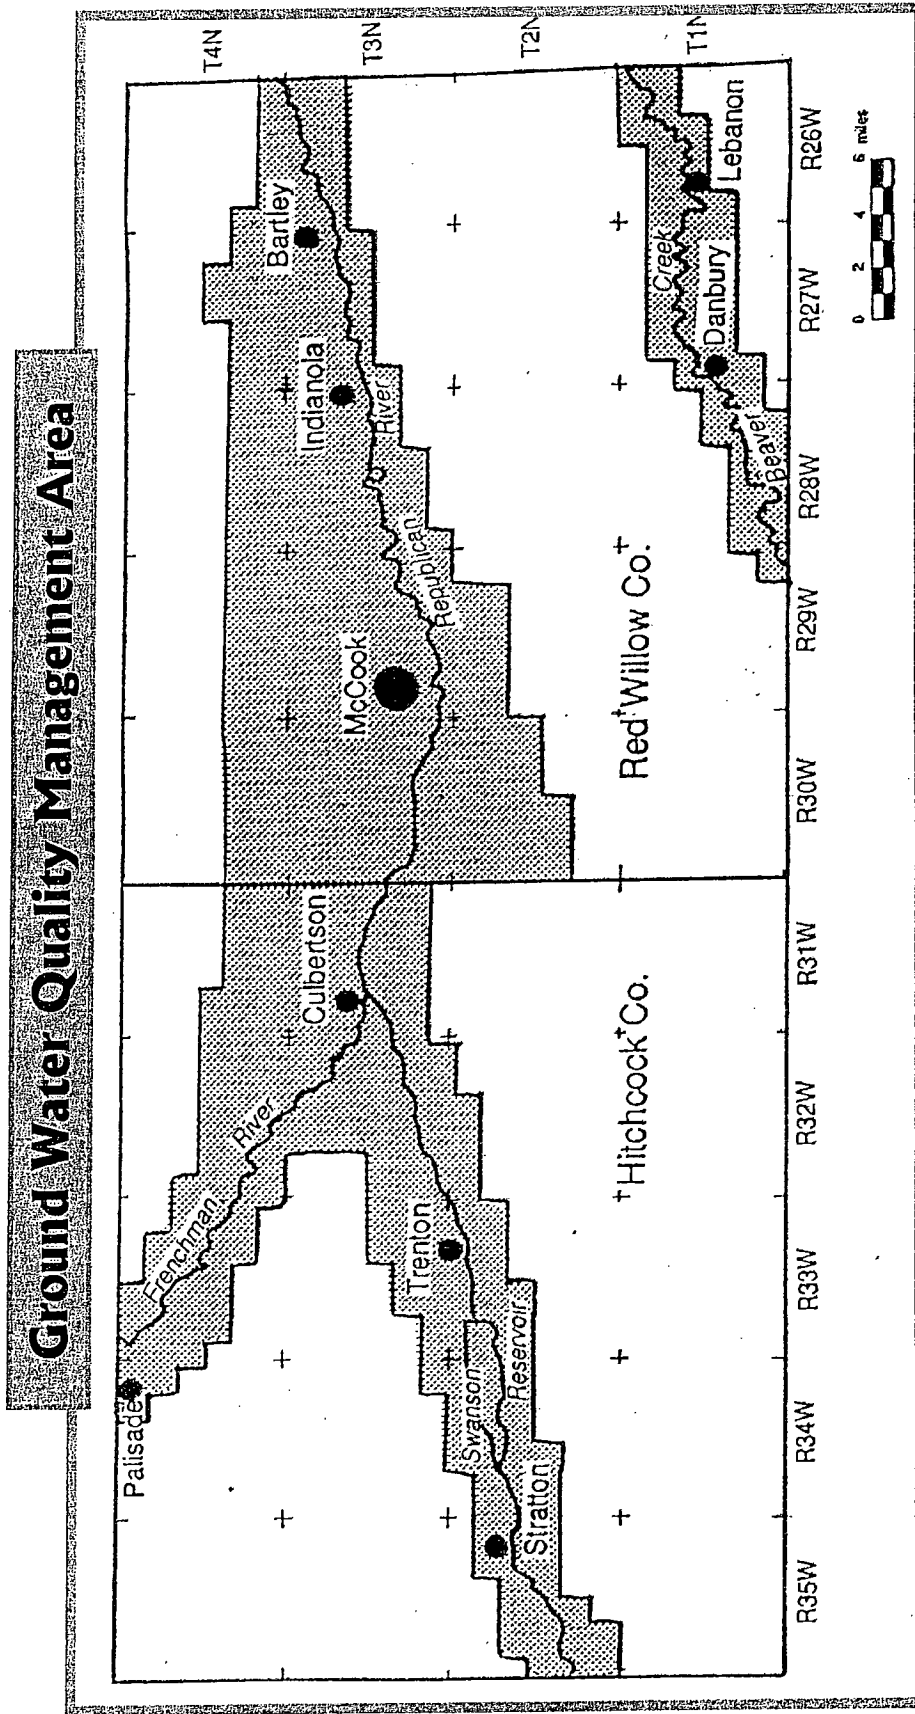 Ground Water Quality Management Area
T4N
T3N
T2N
T1N
Palisade
Frenchman
River
Culbertson
McCook
Indianola
Bartley
Republican
River
Trenton
Swanson
Reservoir
Stratton
Hitchcock Co.
Red Willow Co.
Beaver
Creek
Danbury
Lebanon
R35W
R34W
R33W
R32W
R31W
R30W
R29W
R28W
R27W
R26W
0 2 4 6 miles